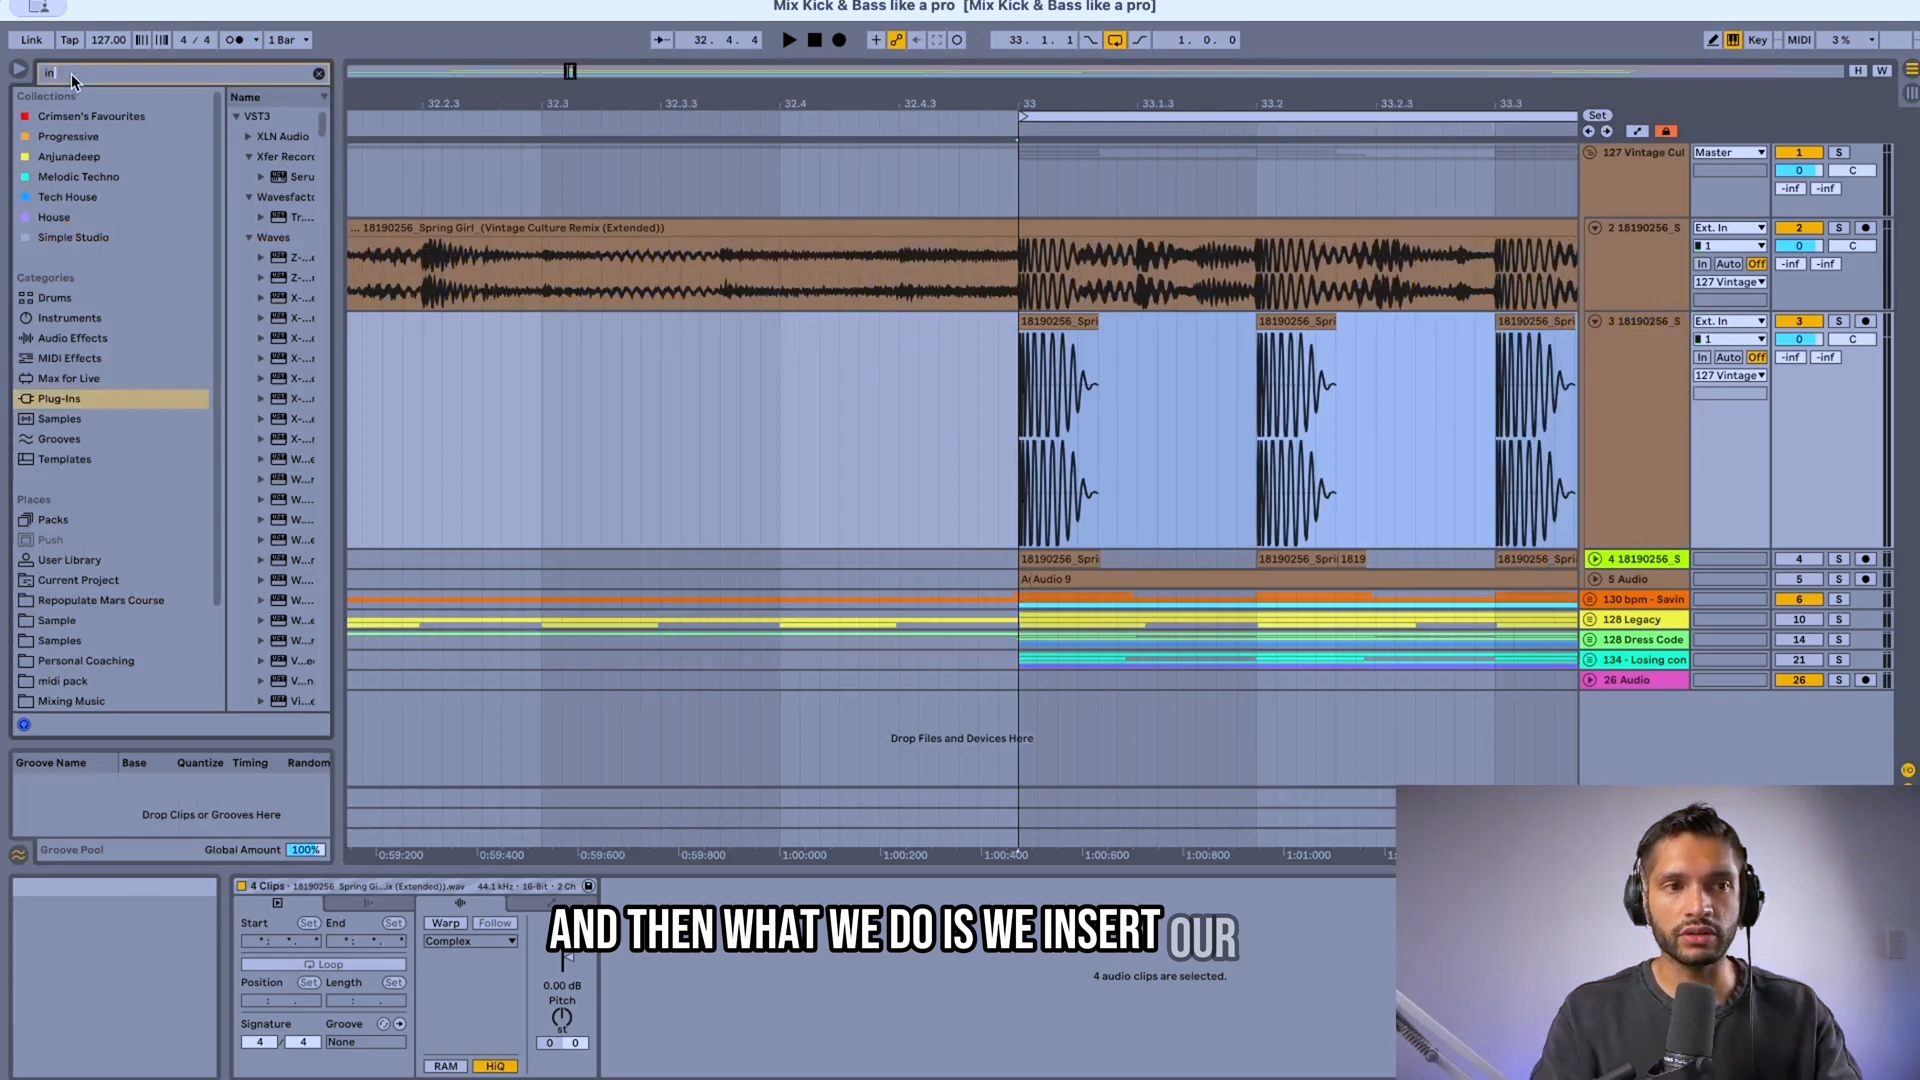 Mix Kick & Bass like a pro [Mix Kick & Bass like a pro]
Link Tap 127.00 4 / 4 1 Bar 32. 4. 4 33. 1. 1 1. 0. 0 Key MIDI 3 %
in
H W
Collections
Crimsen's Favourites
Progressive
Anjunadeep
Melodic Techno
Tech House
House
Simple Studio
Categories
Drums
Instruments
Audio Effects
MIDI Effects
Max for Live
Plug-Ins
Samples
Grooves
Templates
Places
Packs
Push
User Library
Current Project
Repopulate Mars Course
Sample
Samples
Personal Coaching
midi pack
Mixing Music
Name
VST3
XLN Audio
Xfer Recorc
Seru
Wavesfacto
Tr....
Waves
Z-...
Z-...
X-...
X-...
X-...
X-...
X-...
X-...
X-...
W...
W...
W....
W...
W....
W...
W....
W....
W...
W...
V...
V...n
Vi...
32.2.3 32.3 32.3.3 32.4 32.4.3 33 33.1.3 33.2 33.2.3 33.3
Set
... 18190256_Spring Girl_(Vintage Culture Remix (Extended))
18190256_Spri 18190256_Spri 18190256_Spri
18190256_Spri 18190256_Spri 1819 18190256_Spri
Audio 9
127 Vintage Cul Master 1 S
0 C
-inf -inf
2 18190256_S Ext. In 2 S
1 0 C
In Auto Off -inf -inf
127 Vintage
3 18190256_S Ext. In 3 S
1 0 C
In Auto Off -inf -inf
127 Vintage
4 18190256_S 4 S
5 Audio 5 S
130 bpm - Savin 6 S
128 Legacy 10 S
128 Dress Code 14 S
134 - Losing con 21 S
26 Audio 26 S
Drop Files and Devices Here
0:59:200 0:59:400 0:59:600 0:59:800 1:00:000 1:00:200 1:00:400 1:00:600 1:00:800 1:01:000
Groove Name Base Quantize Timing Random
Drop Clips or Grooves Here
Groove Pool Global Amount 100%
4 Clips · 18190256_Spring Gi...ix (Extended)).wav 44.1 kHz · 16-Bit · 2 Ch
Start Set End Set
Loop
Position Set Length Set
Signature Groove
4 / 4 None
Warp Follow
Complex
0.00 dB
Pitch
st
0 0
RAM HiQ
AND THEN WHAT WE DO IS WE INSERT OUR
4 audio clips are selected.